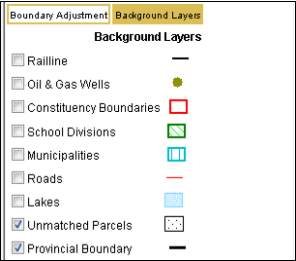 Boundary Adjustment Background Layers
Background Layers
Railline
Oil & Gas Wells
Constituency Boundaries
School Divisions
Municipalities
Roads
Lakes
Unmatched Parcels
Provincial Boundary